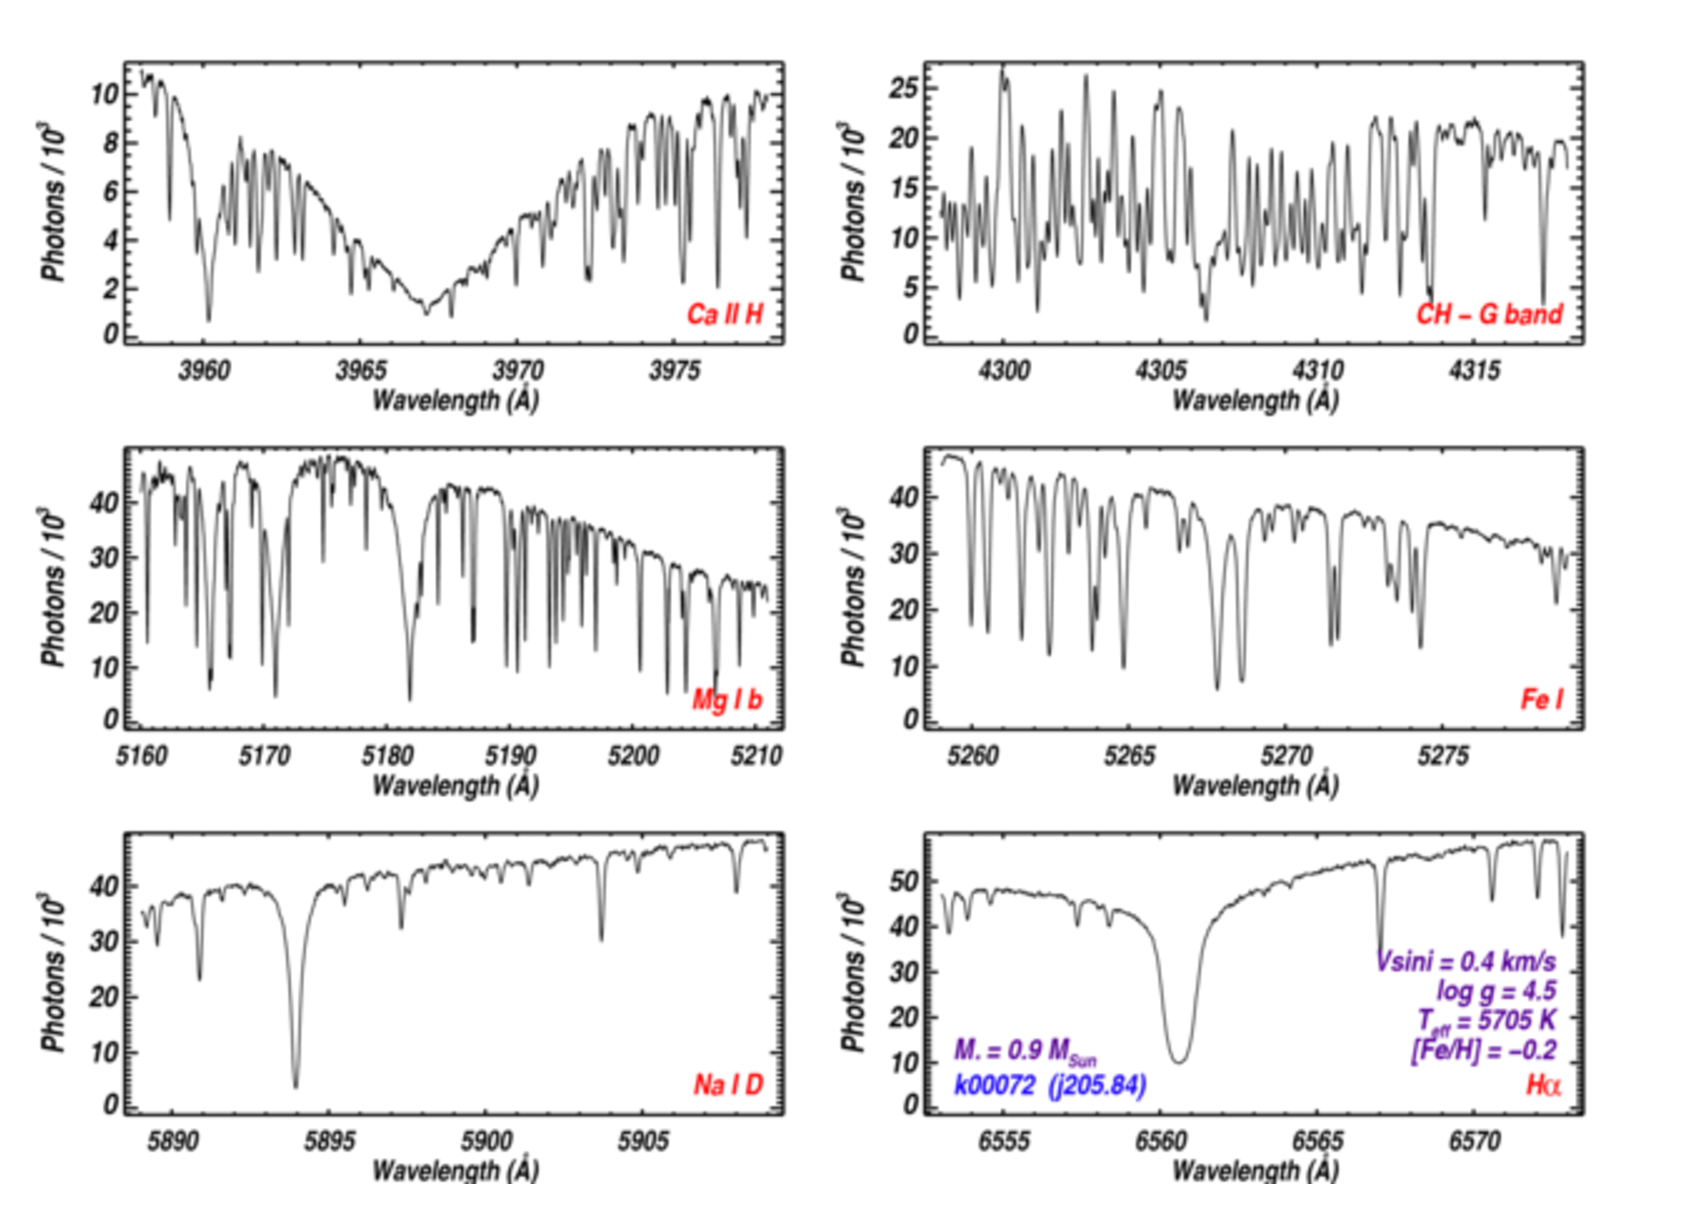 Photons / 10³
10
8
6
4
2
0
Ca II H
3960 3965 3970 3975
Wavelength (Å)
Photons / 10³
25
20
15
10
5
0
CH – G band
4300 4305 4310 4315
Wavelength (Å)
Photons / 10³
40
30
20
10
0
Mg I b
5160 5170 5180 5190 5200 5210
Wavelength (Å)
Photons / 10³
40
30
20
10
0
Fe I
5260 5265 5270 5275
Wavelength (Å)
Photons / 10³
40
30
20
10
0
Na I D
5890 5895 5900 5905
Wavelength (Å)
Photons / 10³
50
40
30
20
10
0
Vsini = 0.4 km/s
log g = 4.5
Teff = 5705 K
[Fe/H] = −0.2
M. = 0.9 MSun
k00072 (j205.84)
Hα
6555 6560 6565 6570
Wavelength (Å)